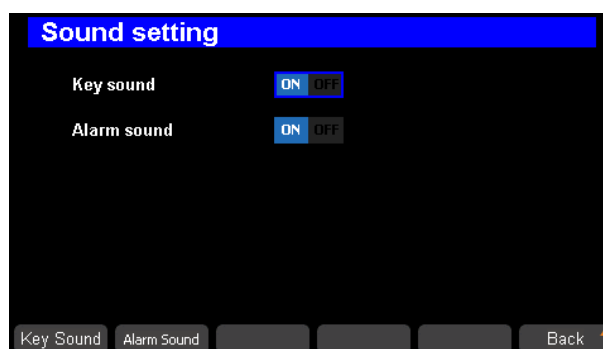 Sound setting
Key sound ON OFF
Alarm sound ON OFF
Key Sound Alarm Sound Back